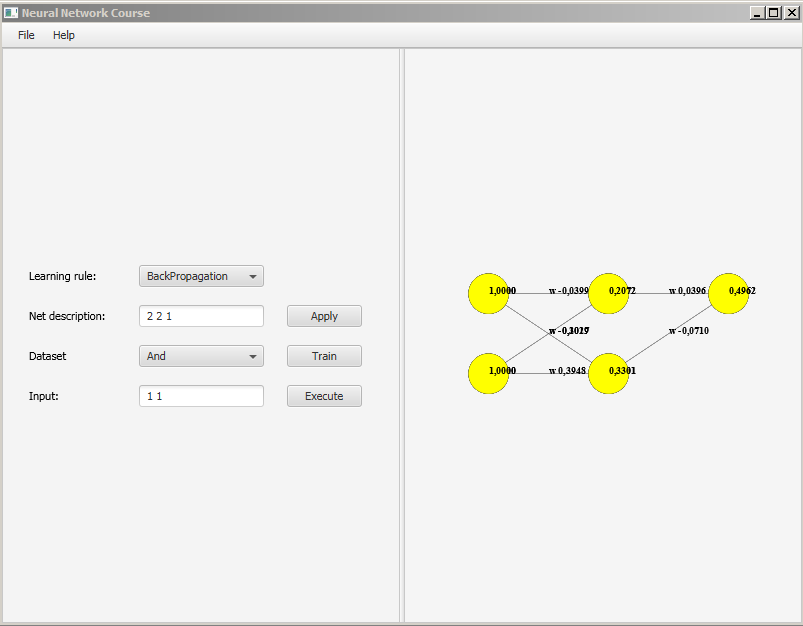 Neural Network Course
File Help
Learning rule: BackPropagation
Net description: 2 2 1 Apply
Dataset And Train
Input: 1 1 Execute
1,0000 w -0,0399 0,2072 w 0,0396 0,4962
w -0,0710
1,0000 w 0,3948 0,3301